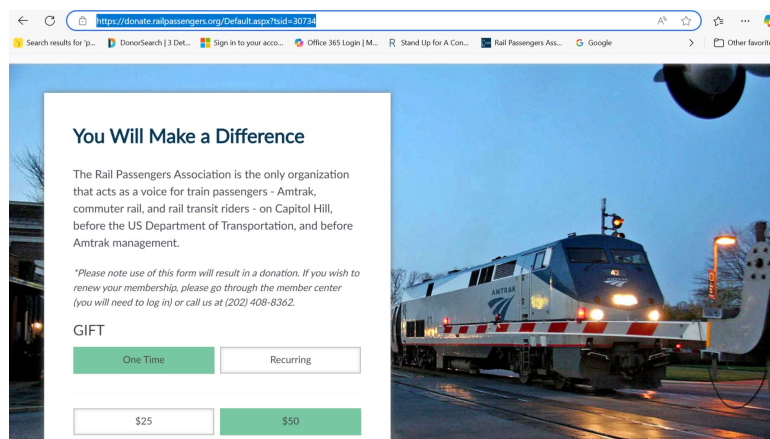 https://donate.railpassengers.org/Default.aspx?tsid=30734
Search results for 'p... DonorSearch | 3 Det... Sign in to your acco... Office 365 Login | M... R Stand Up for A Con... Rail Passengers Ass... G Google Other favorit
You Will Make a Difference
The Rail Passengers Association is the only organization
that acts as a voice for train passengers - Amtrak,
commuter rail, and rail transit riders - on Capitol Hill,
before the US Department of Transportation, and before
Amtrak management.
*Please note use of this form will result in a donation. If you wish to
renew your membership, please go through the member center
(you will need to log in) or call us at (202) 408-8362.
GIFT
One Time Recurring
$25 $50
42
AMTRAK